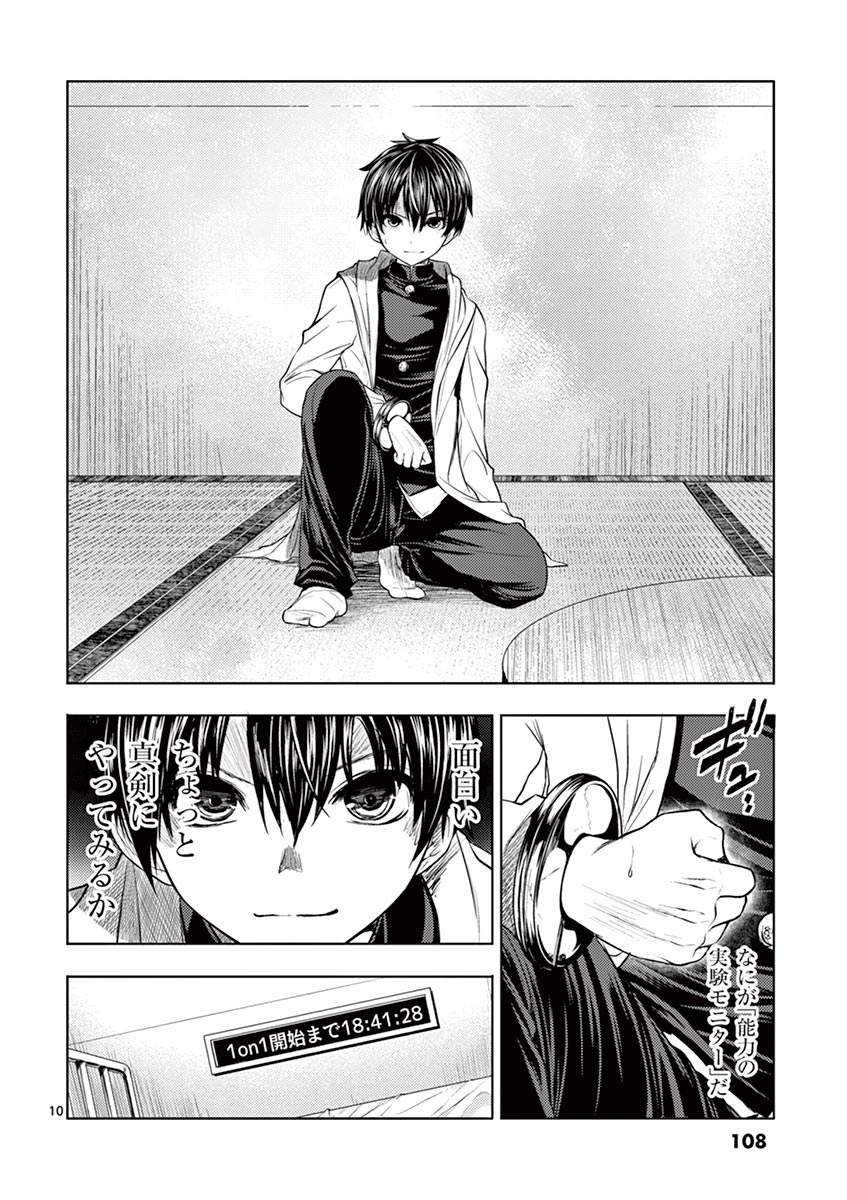 ギュ…
なにが「能力の
実験モニター」だ
面白い
ちょっと
真剣に
やってみるか
1on1開始まで18:41:28
10
108